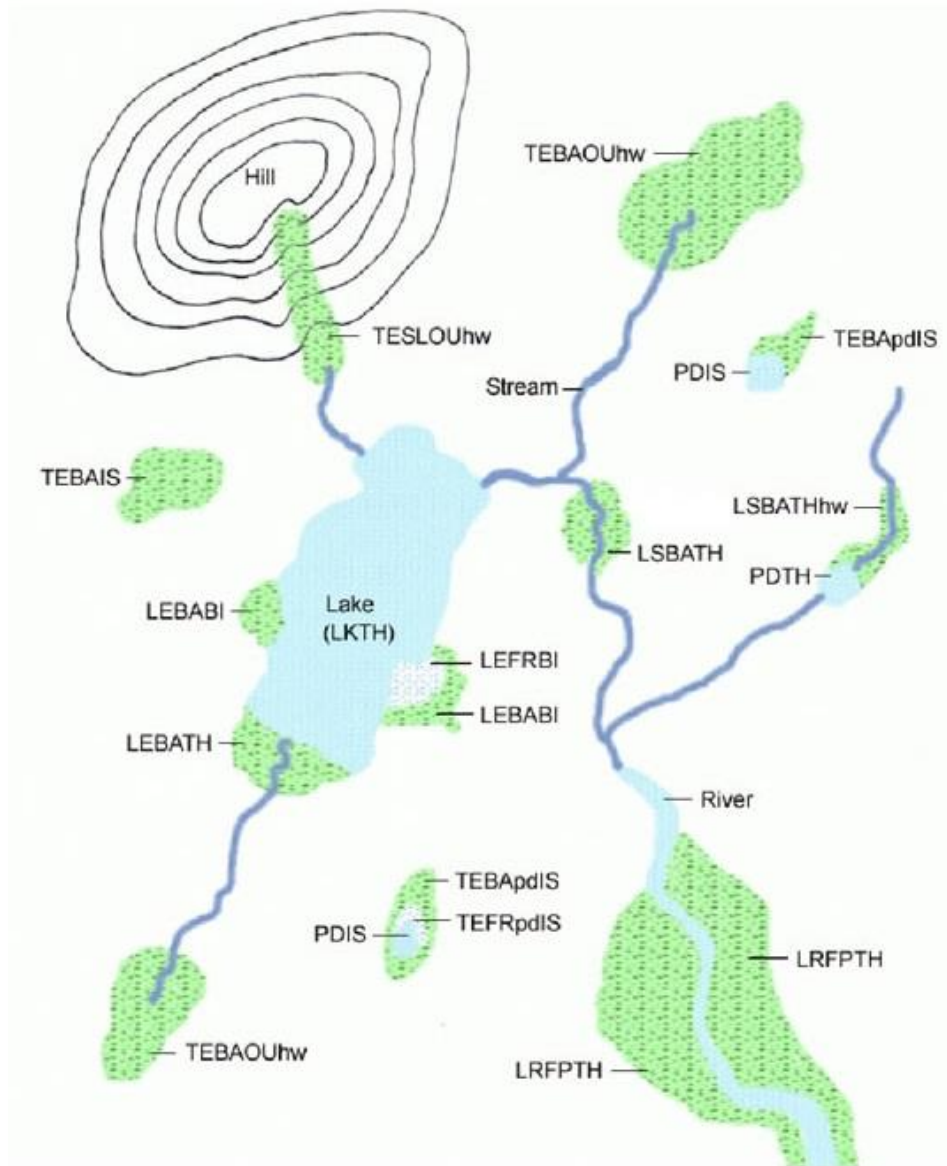 Hill
TEBAOUhw
TESLOUhw
TEBApdIS
PDIS
Stream
TEBAIS
LSBATHhw
LSBATH
PDTH
LEBABI
Lake
(LKTH)
LEFRBI
LEBABI
LEBATH
River
TEBApdIS
TEFRpdIS
PDIS
LRFPTH
TEBAOUhw
LRFPTH